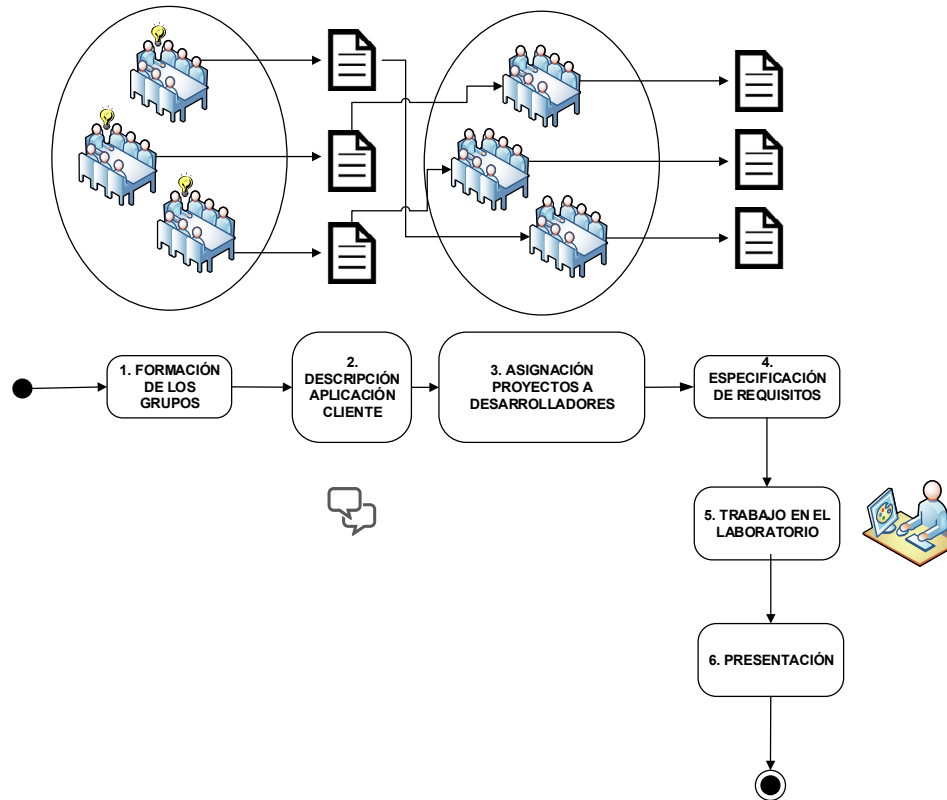 1. FORMACIÓN
DE LOS
GRUPOS
2.
DESCRIPCIÓN
APLICACIÓN
CLIENTE
3. ASIGNACIÓN
PROYECTOS A
DESARROLLADORES
4.
ESPECIFICACIÓN
DE REQUISITOS
5. TRABAJO EN EL
LABORATORIO
6. PRESENTACIÓN